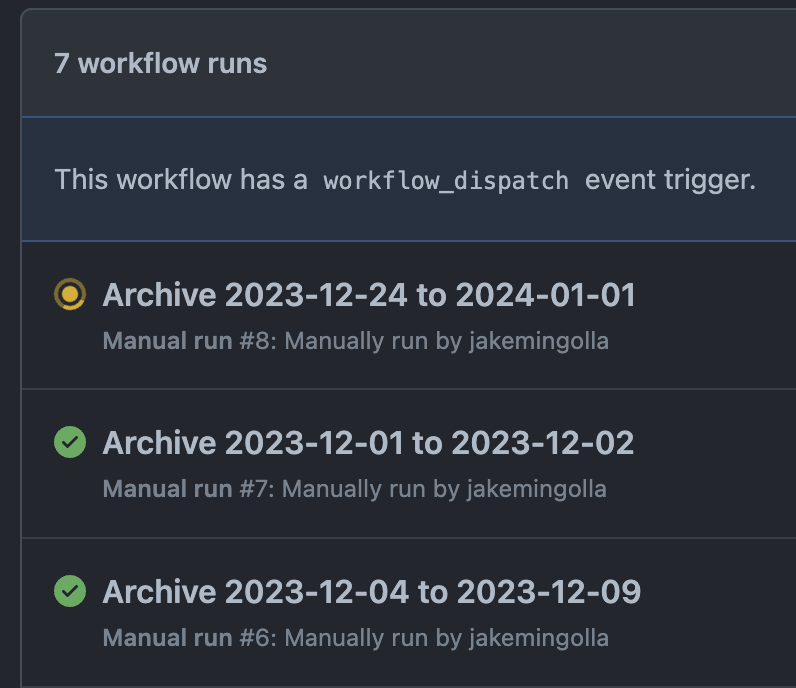 7 workflow runs
This workflow has a workflow_dispatch event trigger.
Archive 2023-12-24 to 2024-01-01
Manual run #8: Manually run by jakemingolla
Archive 2023-12-01 to 2023-12-02
Manual run #7: Manually run by jakemingolla
Archive 2023-12-04 to 2023-12-09
Manual run #6: Manually run by jakemingolla